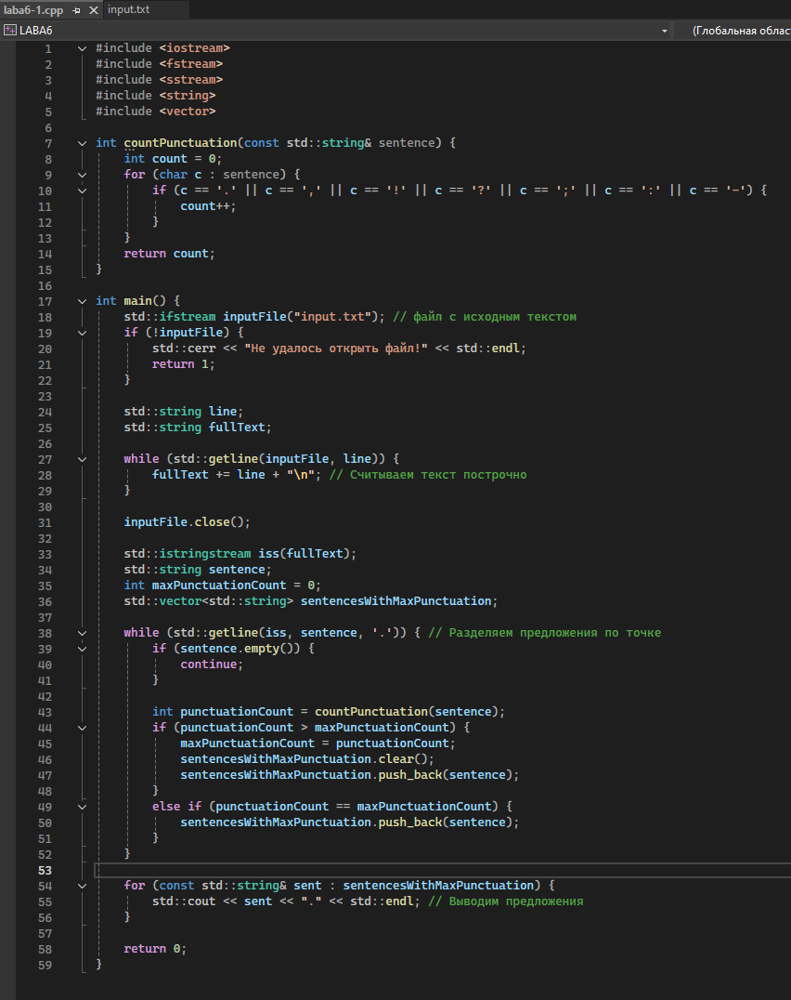 laba6-1.cpp input.txt
LABA6 (Глобальная област
1 #include <iostream>
2 #include <fstream>
3 #include <sstream>
4 #include <string>
5 #include <vector>
6
7 int countPunctuation(const std::string& sentence) {
8 int count = 0;
9 for (char c : sentence) {
10 if (c == '.' || c == ',' || c == '!' || c == '?' || c == ';' || c == ':' || c == '-') {
11 count++;
12 }
13 }
14 return count;
15 }
16
17 int main() {
18 std::ifstream inputFile("input.txt"); // файл с исходным текстом
19 if (!inputFile) {
20 std::cerr << "Не удалось открыть файл!" << std::endl;
21 return 1;
22 }
23
24 std::string line;
25 std::string fullText;
26
27 while (std::getline(inputFile, line)) {
28 fullText += line + "\n"; // Считываем текст построчно
29 }
30
31 inputFile.close();
32
33 std::istringstream iss(fullText);
34 std::string sentence;
35 int maxPunctuationCount = 0;
36 std::vector<std::string> sentencesWithMaxPunctuation;
37
38 while (std::getline(iss, sentence, '.')) { // Разделяем предложения по точке
39 if (sentence.empty()) {
40 continue;
41 }
42
43 int punctuationCount = countPunctuation(sentence);
44 if (punctuationCount > maxPunctuationCount) {
45 maxPunctuationCount = punctuationCount;
46 sentencesWithMaxPunctuation.clear();
47 sentencesWithMaxPunctuation.push_back(sentence);
48 }
49 else if (punctuationCount == maxPunctuationCount) {
50 sentencesWithMaxPunctuation.push_back(sentence);
51 }
52 }
53
54 for (const std::string& sent : sentencesWithMaxPunctuation) {
55 std::cout << sent << "." << std::endl; // Выводим предложения
56 }
57
58 return 0;
59 }